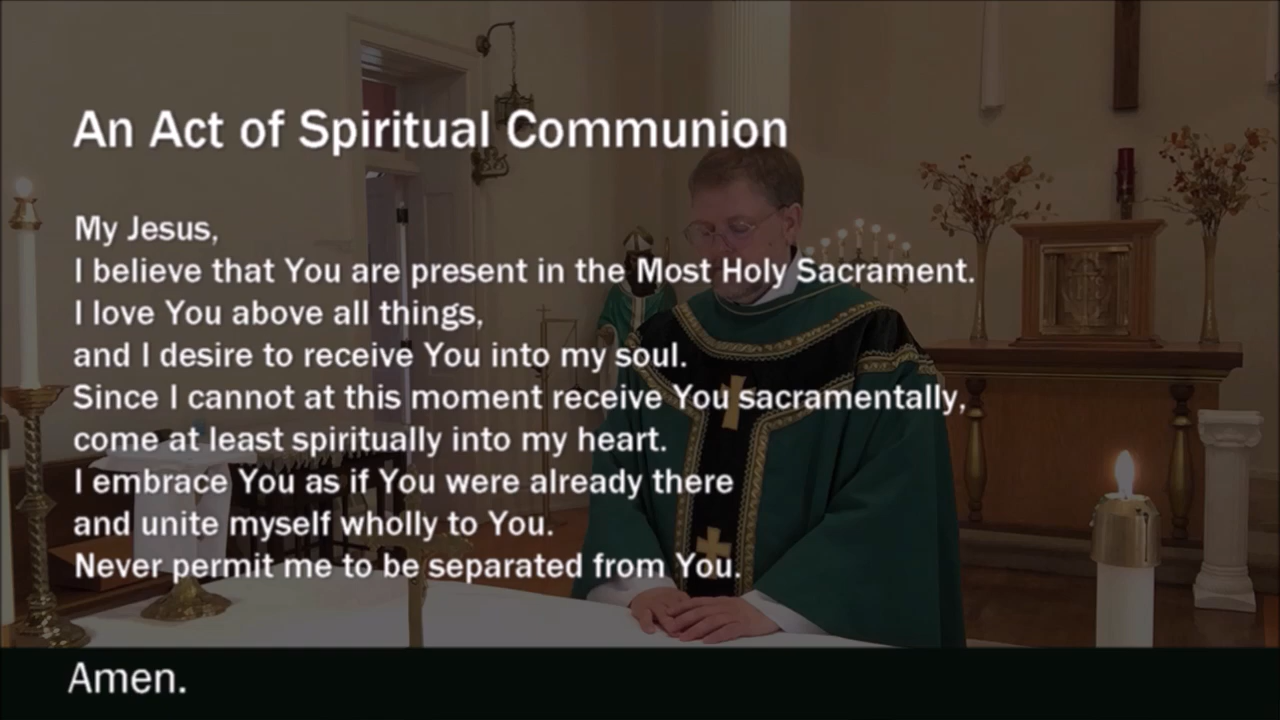 An Act of Spiritual Communion
My Jesus,
I believe that You are present in the Most Holy Sacrament.
I love You above all things,
and I desire to receive You into my soul.
Since I cannot at this moment receive You sacramentally,
come at least spiritually into my heart.
I embrace You as if You were already there
and unite myself wholly to You.
Never permit me to be separated from You.
Amen.